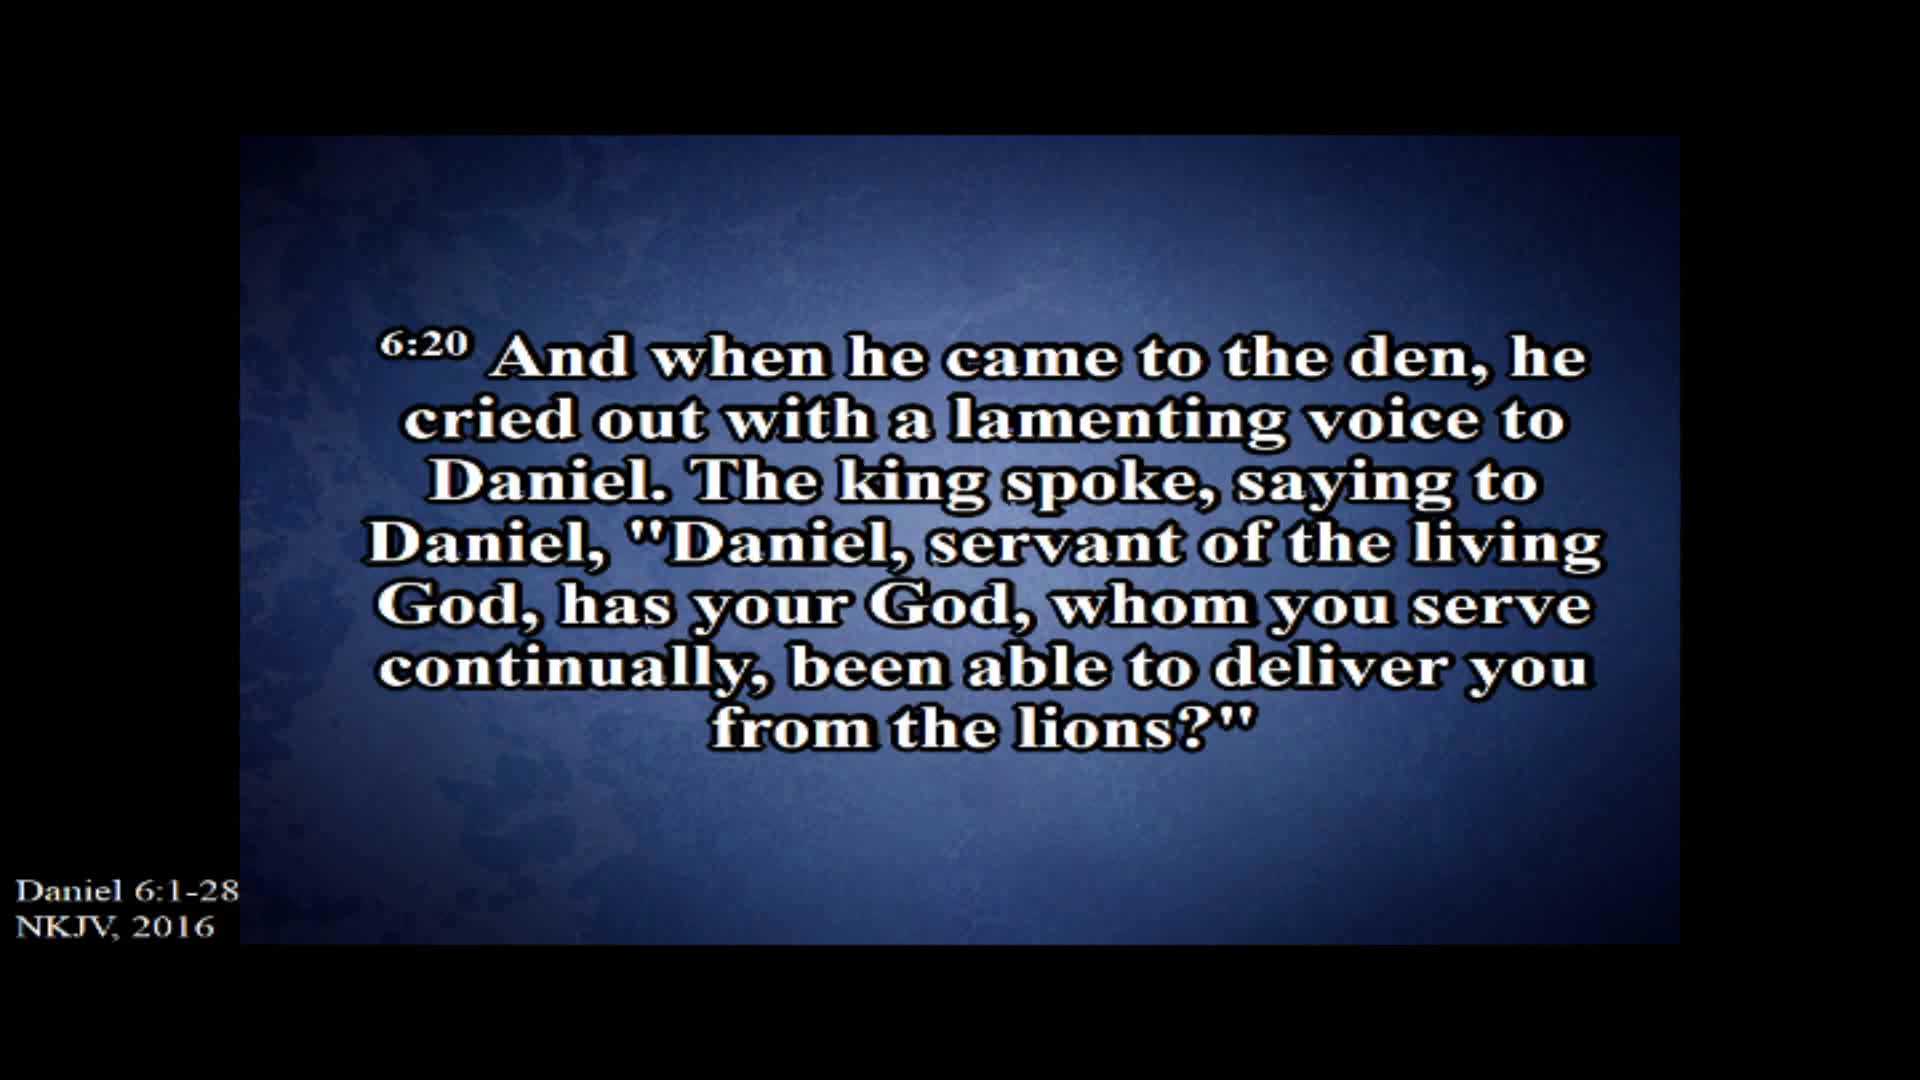 6:20 And when he came to the den, he
cried out with a lamenting voice to
Daniel. The king spoke, saying to
Daniel, "Daniel, servant of the living
God, has your God, whom you serve
continually, been able to deliver you
from the lions?"
Daniel 6:1-28
NKJV, 2016